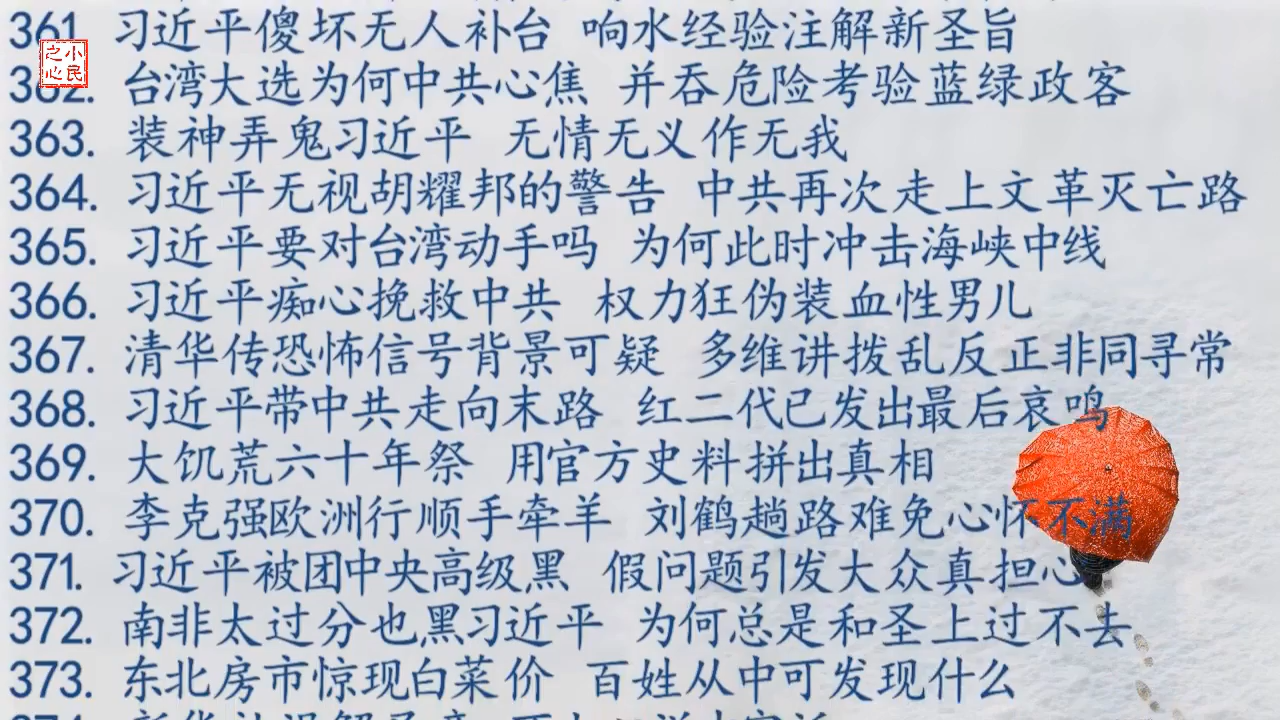 361. 习近平傻坏无人补台 响水经验注解新圣旨
小民之心
362. 台湾大选为何中共心焦 并吞危险考验蓝绿政客
363. 装神弄鬼习近平 无情无义作无我
364. 习近平无视胡耀邦的警告 中共再次走上文革灭亡路
365. 习近平要对台湾动手吗 为何此时冲击海峡中线
366. 习近平痴心挽救中共 权力狂伪装血性男儿
367. 清华传恐怖信号背景可疑 多维讲拨乱反正非同寻常
368. 习近平带中共走向末路 红二代已发出最后哀鸣
369. 大饥荒六十年祭 用官方史料拼出真相
370. 李克强欧洲行顺手牵羊 刘鹤趟路难免心怀不满
371. 习近平被团中央高级黑 假问题引发大众真担心
372. 南非太过分也黑习近平 为何总是和圣上过不去
373. 东北房市惊现白菜价 百姓从中可发现什么